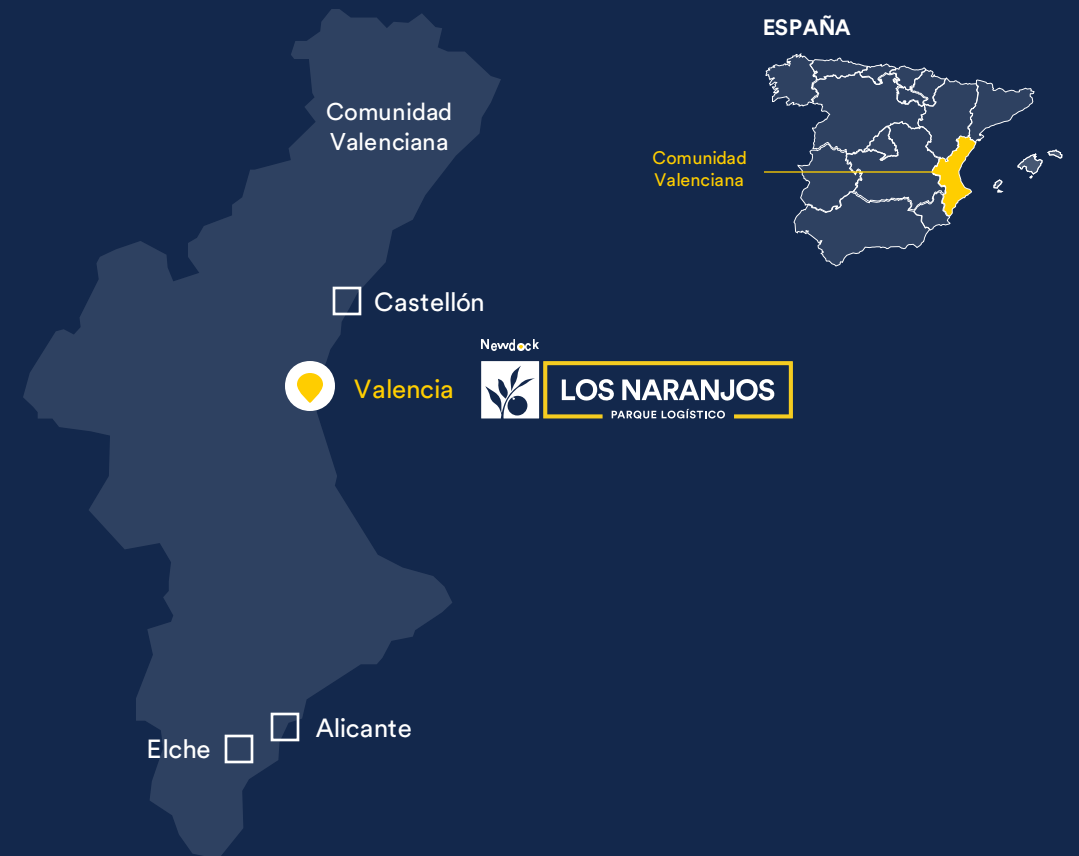 ESPAÑA
Comunidad
Valenciana
Comunidad
Valenciana
Castellón
Newdock
Valencia
LOS NARANJOS
PARQUE LOGÍSTICO
Alicante
Elche